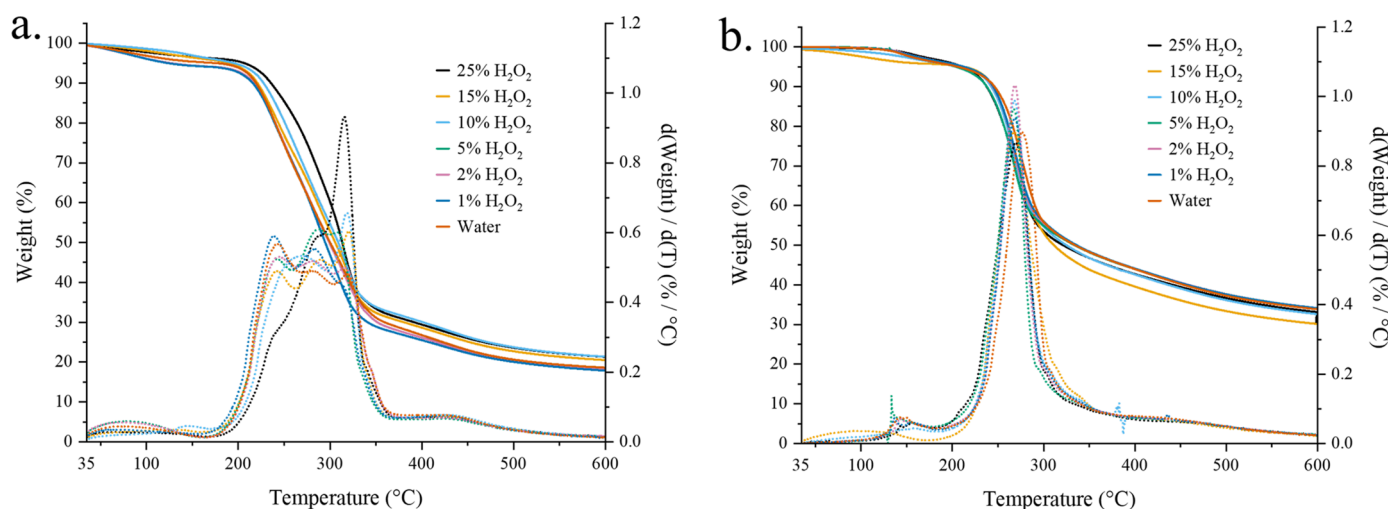 a.
100
90
80
70
60
50
40
30
20
10
0
Weight (%)
35
100
200
300
400
500
600
Temperature (°C)
1.2
1.0
0.8
0.6
0.4
0.2
0.0
d(Weight) / d(T) (% / °C)
25% H₂O₂
15% H₂O₂
10% H₂O₂
5% H₂O₂
2% H₂O₂
1% H₂O₂
Water
b.
100
90
80
70
60
50
40
30
20
10
0
Weight (%)
35
100
200
300
400
500
600
Temperature (°C)
1.2
1.0
0.8
0.6
0.4
0.2
0.0
d(Weight) / d(T) (% / °C)
25% H₂O₂
15% H₂O₂
10% H₂O₂
5% H₂O₂
2% H₂O₂
1% H₂O₂
Water